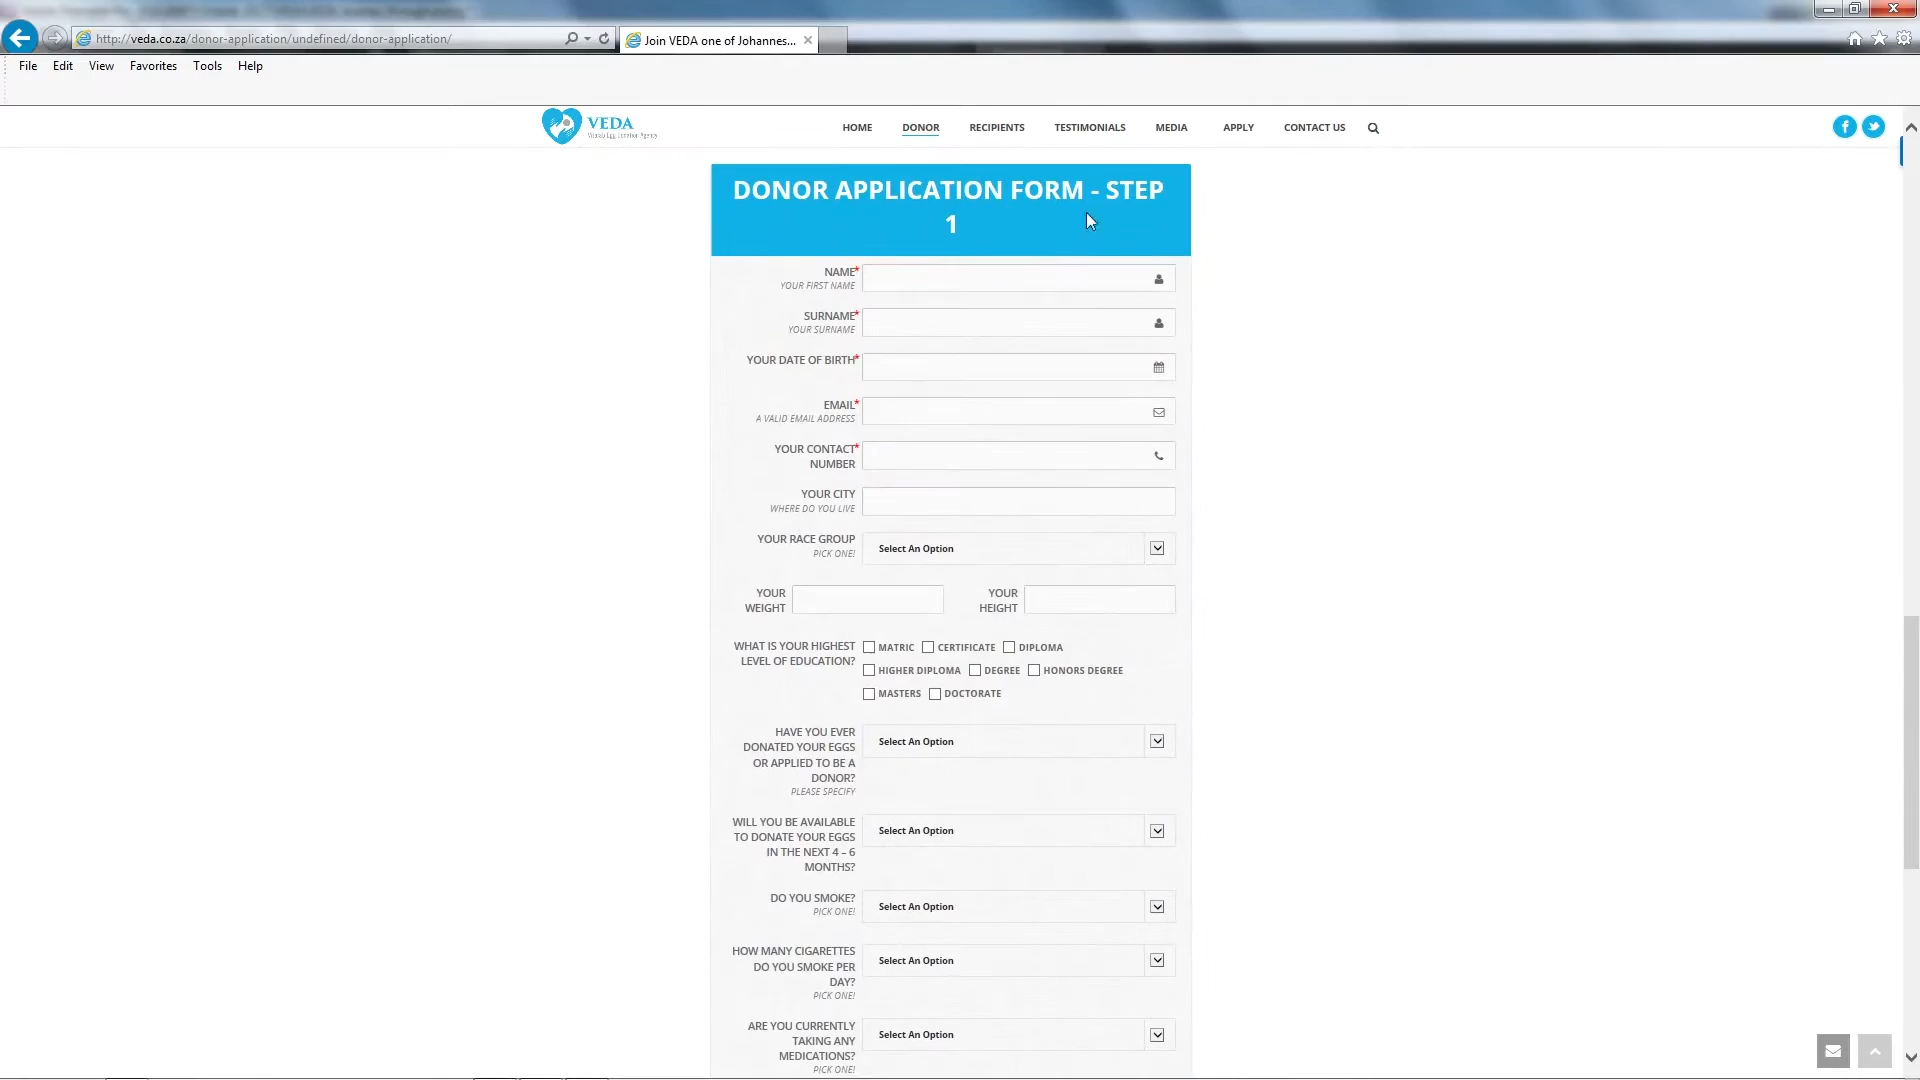 http://veda.co.za/donor-application/undefined/donor-application/
Join VEDA one of Johannes...
File Edit View Favorites Tools Help
VEDA
Vitalab Egg Donation Agency
HOME DONOR RECIPIENTS TESTIMONIALS MEDIA APPLY CONTACT US
DONOR APPLICATION FORM - STEP
1
NAME*
YOUR FIRST NAME
SURNAME*
YOUR SURNAME
YOUR DATE OF BIRTH*
EMAIL*
A VALID EMAIL ADDRESS
YOUR CONTACT*
NUMBER
YOUR CITY
WHERE DO YOU LIVE
YOUR RACE GROUP
PICK ONE!
Select An Option
YOUR
WEIGHT
YOUR
HEIGHT
WHAT IS YOUR HIGHEST
LEVEL OF EDUCATION?
MATRIC CERTIFICATE DIPLOMA
HIGHER DIPLOMA DEGREE HONORS DEGREE
MASTERS DOCTORATE
HAVE YOU EVER
DONATED YOUR EGGS
OR APPLIED TO BE A
DONOR?
PLEASE SPECIFY
Select An Option
WILL YOU BE AVAILABLE
TO DONATE YOUR EGGS
IN THE NEXT 4 – 6
MONTHS?
Select An Option
DO YOU SMOKE?
PICK ONE!
Select An Option
HOW MANY CIGARETTES
DO YOU SMOKE PER
DAY?
PICK ONE!
Select An Option
ARE YOU CURRENTLY
TAKING ANY
MEDICATIONS?
PICK ONE!
Select An Option